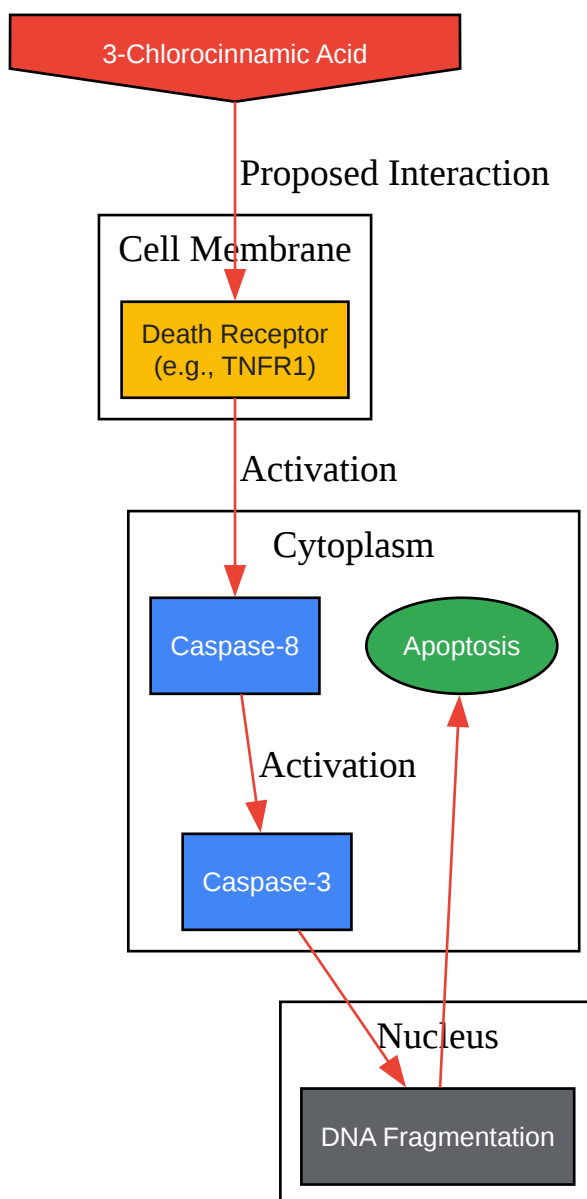 3-Chlorocinnamic Acid
Proposed Interaction
Cell Membrane
Death Receptor
(e.g., TNFR1)
Activation
Cytoplasm
Caspase-8
Apoptosis
Activation
Caspase-3
Nucleus
DNA Fragmentation